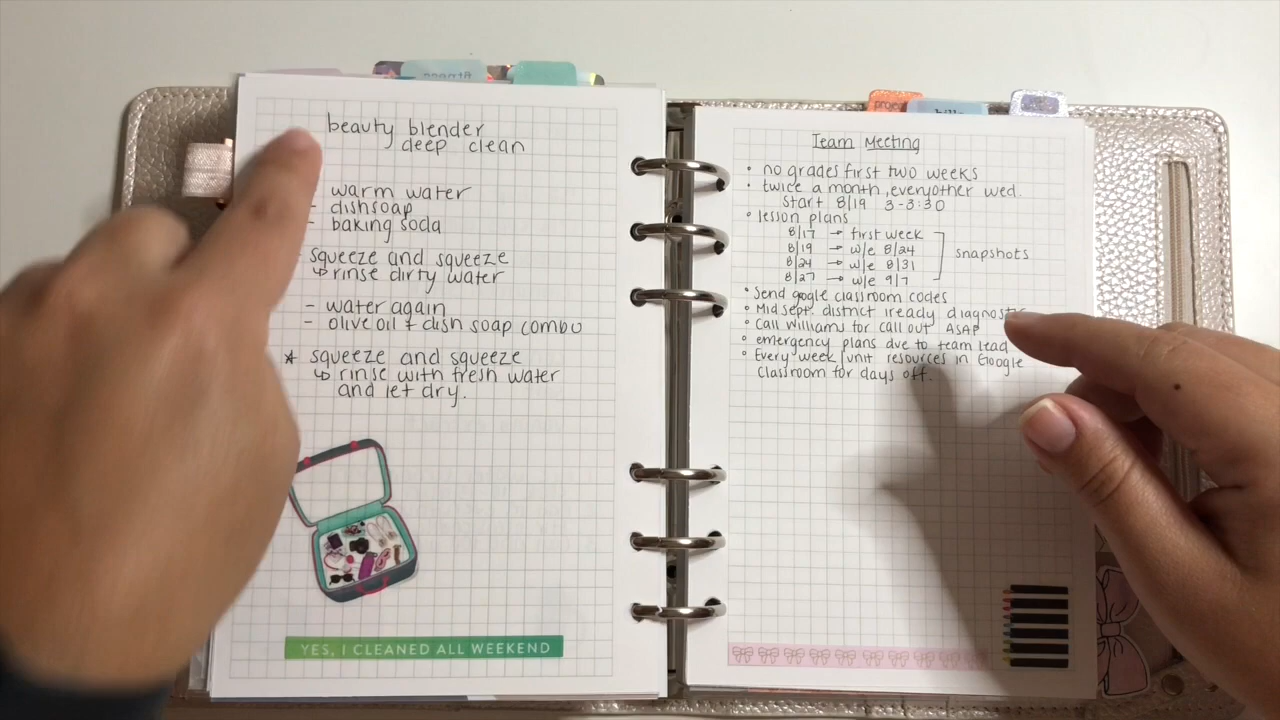 beauty blender
deep clean
warm water
- dishsoap
- baking soda
squeeze and squeeze
↳ rinse dirty water
- water again
- olive oil + dish soap combo
* squeeze and squeeze
↳ rinse with fresh water
and let dry.
YES, I CLEANED ALL WEEKEND
Team Meeting
• no grades first two weeks
• twice a month, everyother wed.
start 8/19 3-3:30
• lesson plans
8/17 → first week
8/19 → w/e 8/24
8/24 → w/e 8/31
8/27 → w/e 9/7
snapshots
• Send google classroom codes
• Mid sept. district iready
• Call Williams for call out ASAP
• emergency plans due to team lead
• Every week/unit resources in Google
Classroom for days off.